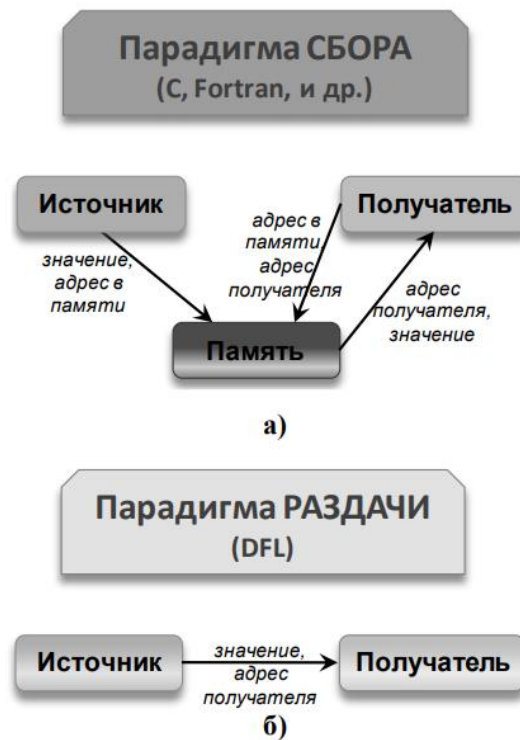 Парадигма СБОРА
(C, Fortran, и др.)
Источник
Получатель
значение,
адрес в
памяти
адрес в
памяти,
адрес
получателя
адрес
получателя,
значение
Память
а)
Парадигма РАЗДАЧИ
(DFL)
Источник
значение,
адрес
получателя
Получатель
б)